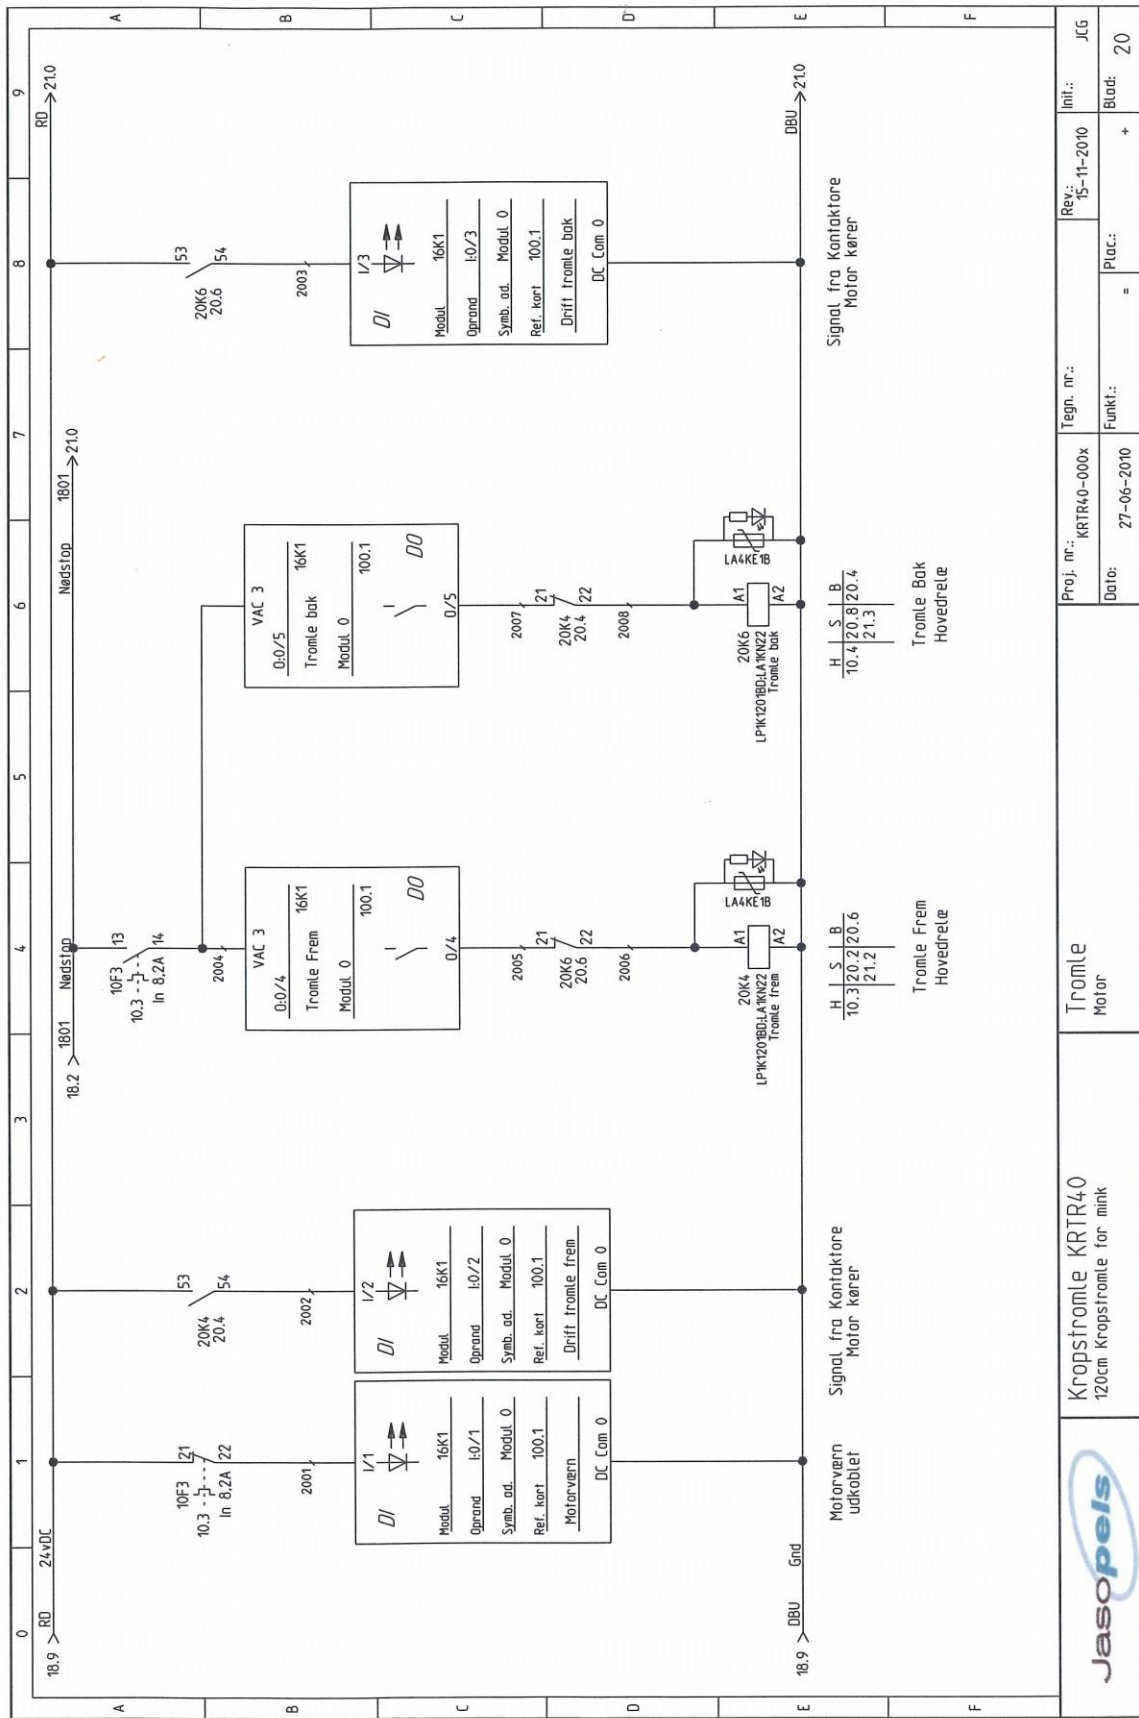 0 1 2 3 4 5 6 7 8 9
A
B
C
D
E
F
A
B
C
D
E
F
18.9 RD 24vDC
RD 21.0
18.2 1801 Nødstop
Nødstop 1801 21.0
10F3
10.3
In 8,2A
21
22
2001
DI
I/1
Modul 16K1
Oprand I:0/1
Symb. ad. Modul 0
Ref. kort 100.1
Motorværn
DC Com 0
Motorværn
udkoblet
20K4
20.4
53
54
2002
DI
I/2
Modul 16K1
Oprand I:0/2
Symb. ad. Modul 0
Ref. kort 100.1
Drift tromle frem
DC Com 0
Signal fra Kontaktore
Motor kører
10F3
10.3
In 8,2A
13
14
2004
VAC 3
O:0/4 16K1
Tromle Frem
Modul 0 100.1
DO
0/4
2005
20K6
20.6
21
22
2006
LA4KE1B
20K4
LP1K1201BD;LA1KN22
Tromle frem
A1
A2
H S B
10.3 20.2 20.6
21.2
Tromle Frem
Hovedrelæ
VAC 3
O:0/5 16K1
Tromle bak
Modul 0 100.1
DO
0/5
2007
20K4
20.4
21
22
2008
LA4KE1B
20K6
LP1K1201BD;LA1KN22
Tromle bak
A1
A2
H S B
10.4 20.8 20.4
21.3
Tromle Bak
Hovedrelæ
20K6
20.6
53
54
2003
DI
I/3
Modul 16K1
Oprand I:0/3
Symb. ad. Modul 0
Ref. kort 100.1
Drift tromle bak
DC Com 0
Signal fra Kontaktore
Motor kører
18.9 DBU Gnd
DBU 21.0
Jasopels
Kropstromle KRTR40
120cm Kropstromle for mink
Tromle
Motor
Proj. nr.: KRTR40-000x
Tegn. nr.:
Rev.: 15-11-2010
Init.: JCG
Dato: 27-06-2010
Funkt.: =
Plac.: +
Blad: 20